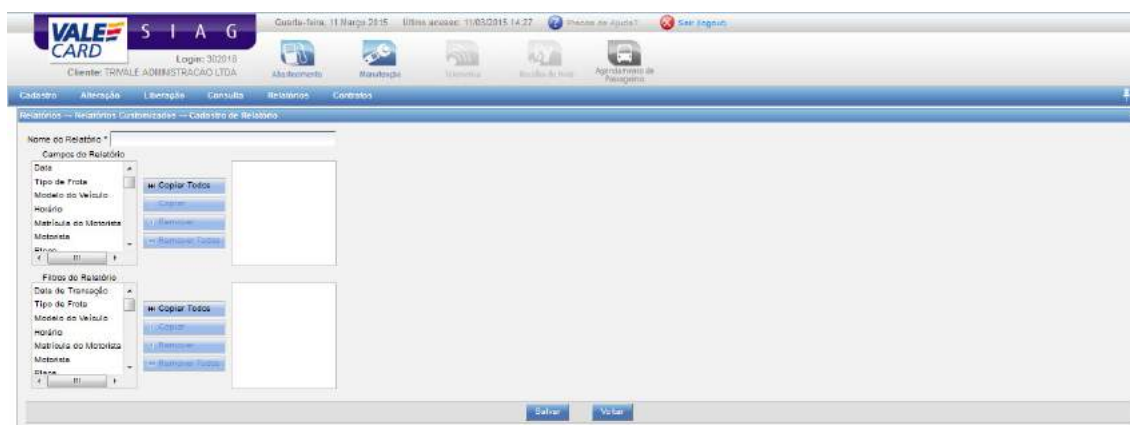 VALE CARD
S I A G
Quarta-feira, 11 Março 2015
Último acesso: 11/03/2015 14:27
Precisa de Ajuda?
Sair (logout)
Login: 302016
Cliente: TRIVALE ADMINISTRACAO LTDA
Abastecimento
Manutenção
Agendamento de Passageiros
Cadastro Alteração Liberação Consulta Relatórios Contratos
Relatórios -- Relatórios Customizados -- Cadastro de Relatório
Nome do Relatório *
Campos do Relatório
Data
Tipo de Frota
Modelo do Veículo
Horário
Matrícula do Motorista
Motorista
Placa
Copiar Todos
Copiar
Remover
Remover Todos
Filtros do Relatório
Data de Transação
Tipo de Frota
Modelo do Veículo
Horário
Matrícula do Motorista
Motorista
Placa
Copiar Todos
Copiar
Remover
Remover Todos
Salvar
Voltar